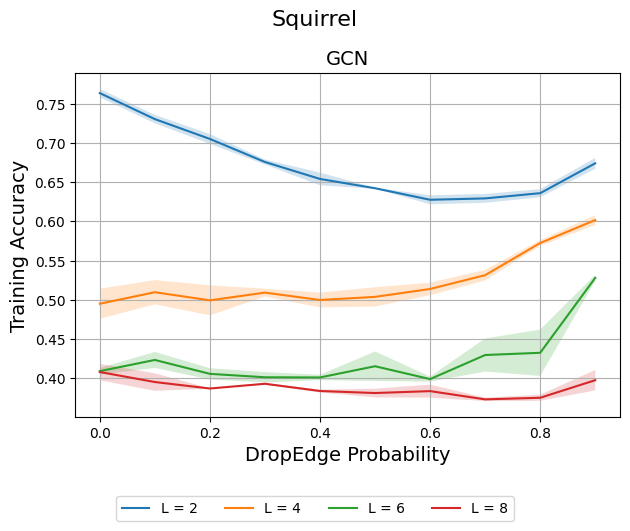 Squirrel
GCN
Training Accuracy
0.75
0.70
0.65
0.60
0.55
0.50
0.45
0.40
0.0 0.2 0.4 0.6 0.8
DropEdge Probability
L = 2 L = 4 L = 6 L = 8